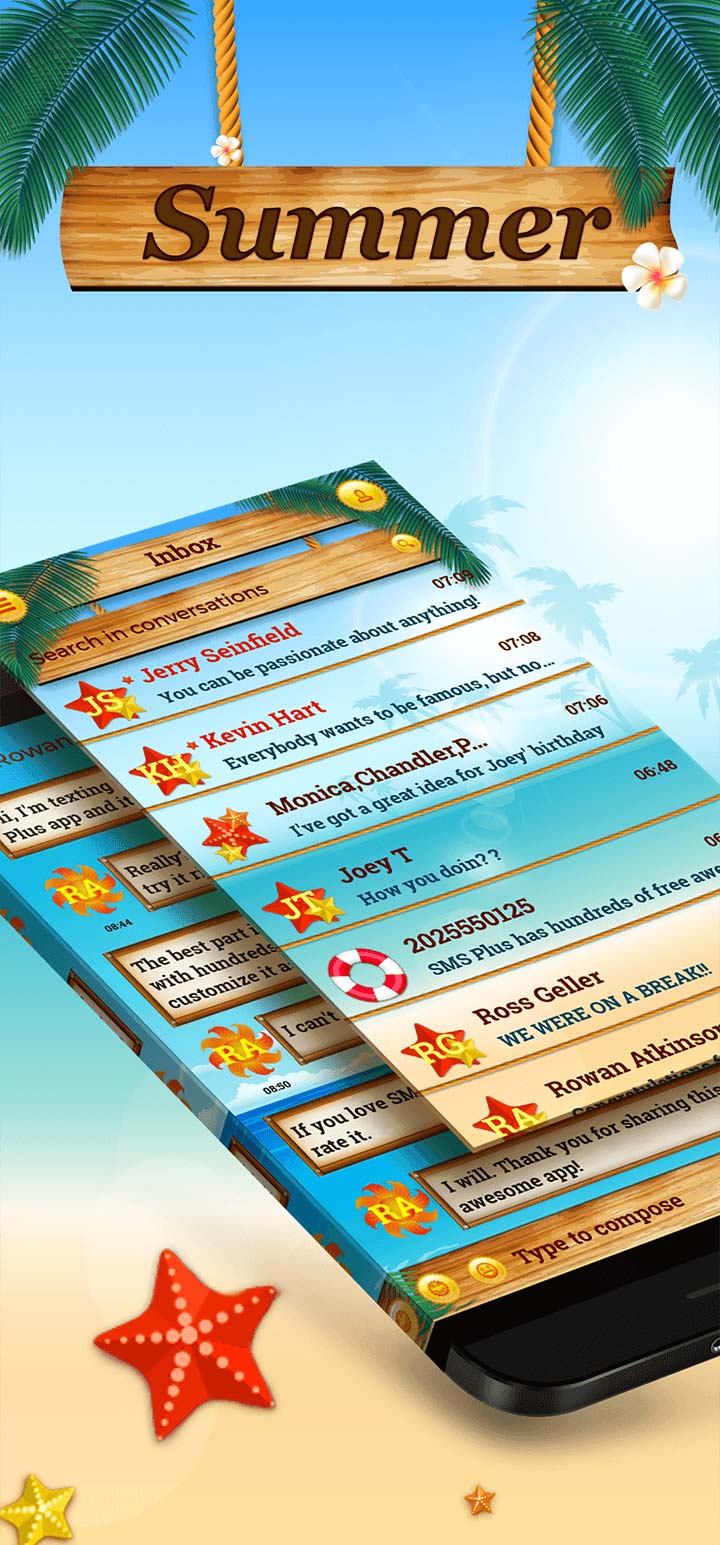 Summer
Inbox
Search in conversations
07:09
JS
Jerry Seinfield
You can be passionate about anything!
07:08
KH
Kevin Hart
Everybody wants to be famous, but no...
07:06
Monica,Chandler,P...
I've got a great idea for Joey' birthday
06:48
JT
Joey T
How you doin? ?
06
2025550125
SMS Plus has hundreds of free awe
RG
Ross Geller
WE WERE ON A BREAK!!
RA
Rowan Atkinson
Rowan
i, I'm texting
Plus app and it
RA
Really
try it r
08:44
The best part i
with hundreds
customize it a
RA
I can't
08:50
If you love SM
rate it.
RA
I will. Thank you for sharing this
awesome app!
Type to compose